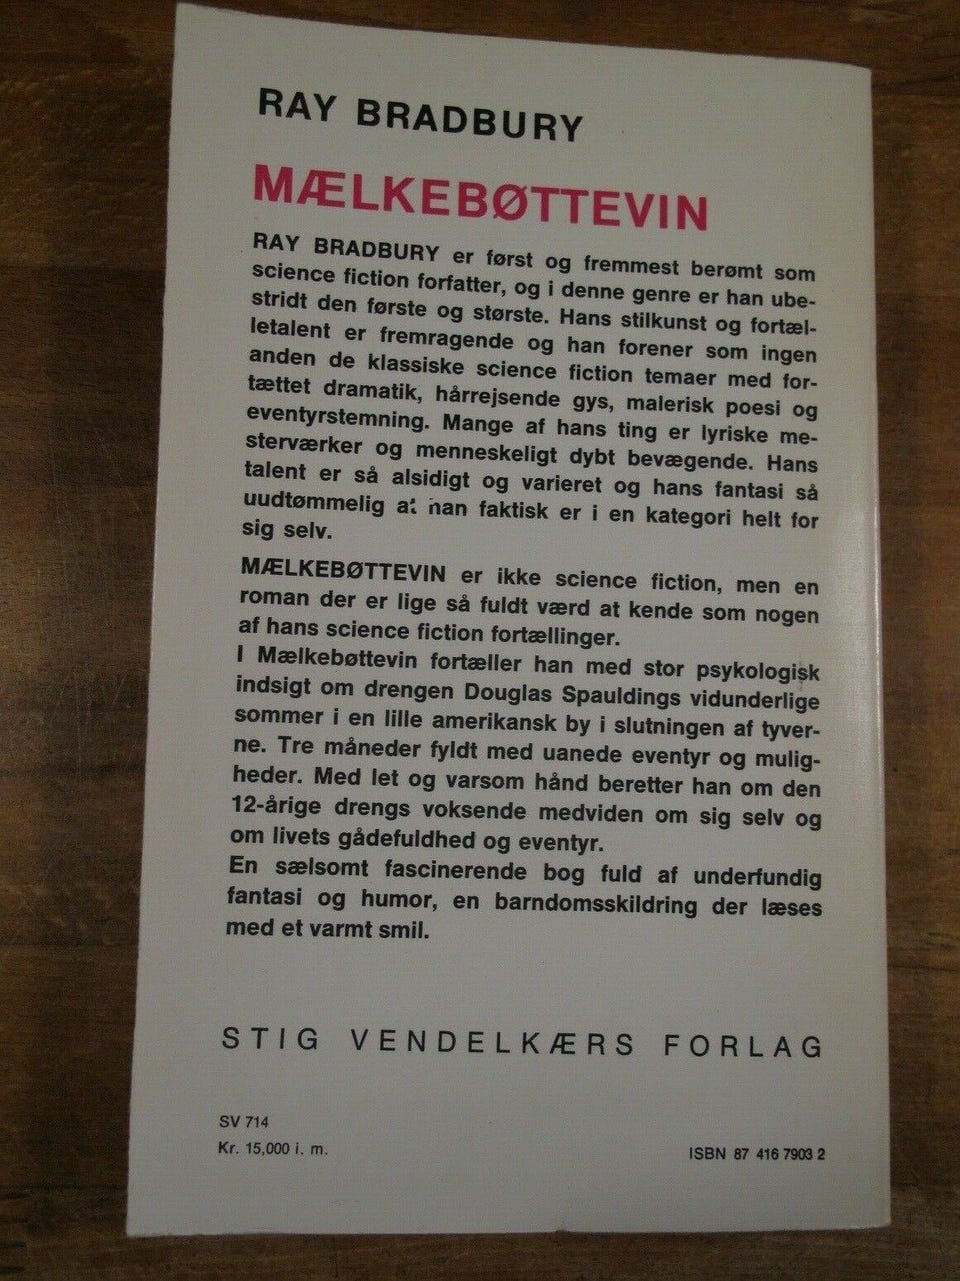 RAY BRADBURY
MÆLKEBØTTEVIN
RAY BRADBURY er først og fremmest berømt som
science fiction forfatter, og i denne genre er han ube-
stridt den første og største. Hans stilkunst og fortæl-
letalent er fremragende og han forener som ingen
anden de klassiske science fiction temaer med for-
tættet dramatik, hårrejsende gys, malerisk poesi og
eventyrstemning. Mange af hans ting er lyriske me-
sterværker og menneskeligt dybt bevægende. Hans
talent er så alsidigt og varieret og hans fantasi så
uudtømmelig at han faktisk er i en kategori helt for
sig selv.
MÆLKEBØTTEVIN er ikke science fiction, men en
roman der er lige så fuldt værd at kende som nogen
af hans science fiction fortællinger.
I Mælkebøttevin fortæller han med stor psykologisk
indsigt om drengen Douglas Spauldings vidunderlige
sommer i en lille amerikansk by i slutningen af tyver-
ne. Tre måneder fyldt med uanede eventyr og mulig-
heder. Med let og varsom hånd beretter han om den
12-årige drengs voksende medviden om sig selv og
om livets gådefuldhed og eventyr.
En sælsomt fascinerende bog fuld af underfundig
fantasi og humor, en barndomsskildring der læses
med et varmt smil.
STIG VENDELKÆRS FORLAG
SV 714
Kr. 15,000 i. m.
ISBN 87 416 7903 2